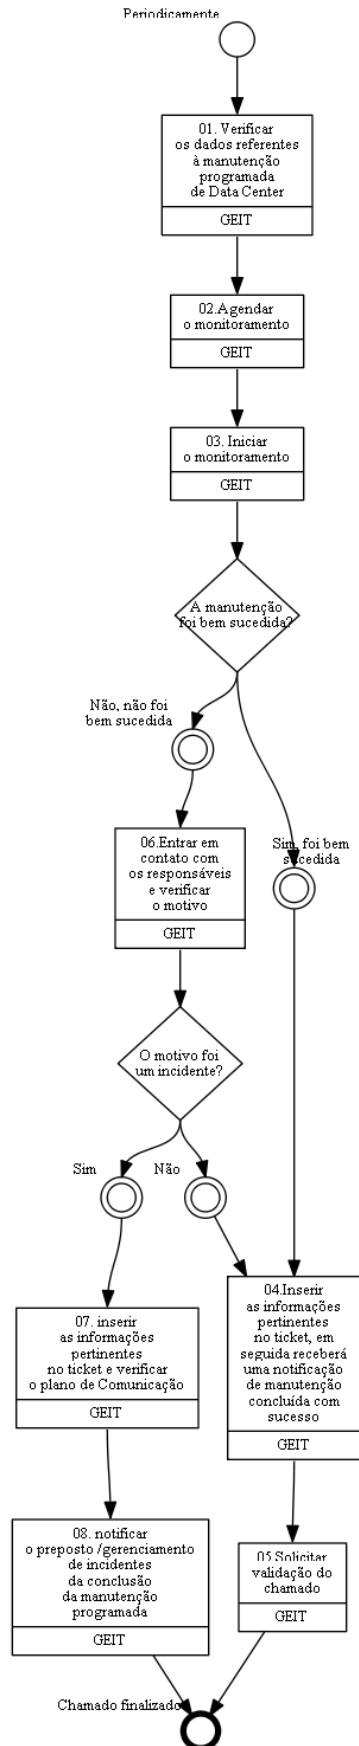 Periodicamente
01. Verificar
os dados referentes
à manutenção
programada
de Data Center
GEIT
02.Agendar
o monitoramento
GEIT
03. Iniciar
o monitoramento
GEIT
A manutenção
foi bem sucedida?
Não, não foi
bem sucedida
06.Entrar em
contato com
os responsáveis
e verificar
o motivo
GEIT
Sim, foi bem
sucedida
O motivo foi
um incidente?
Sim
Não
04.Inserir
as informações
pertinentes
no ticket, em
seguida receberá
uma notificação
de manutenção
concluída com
sucesso
GEIT
07. inserir
as informações
pertinentes
no ticket e verificar
o plano de Comunicação
GEIT
08. notificar
o preposto /gerenciamento
de incidentes
da conclusão
da manutenção
programada
GEIT
05.Solicitar
validação do
chamado
GEIT
Chamado finalizado